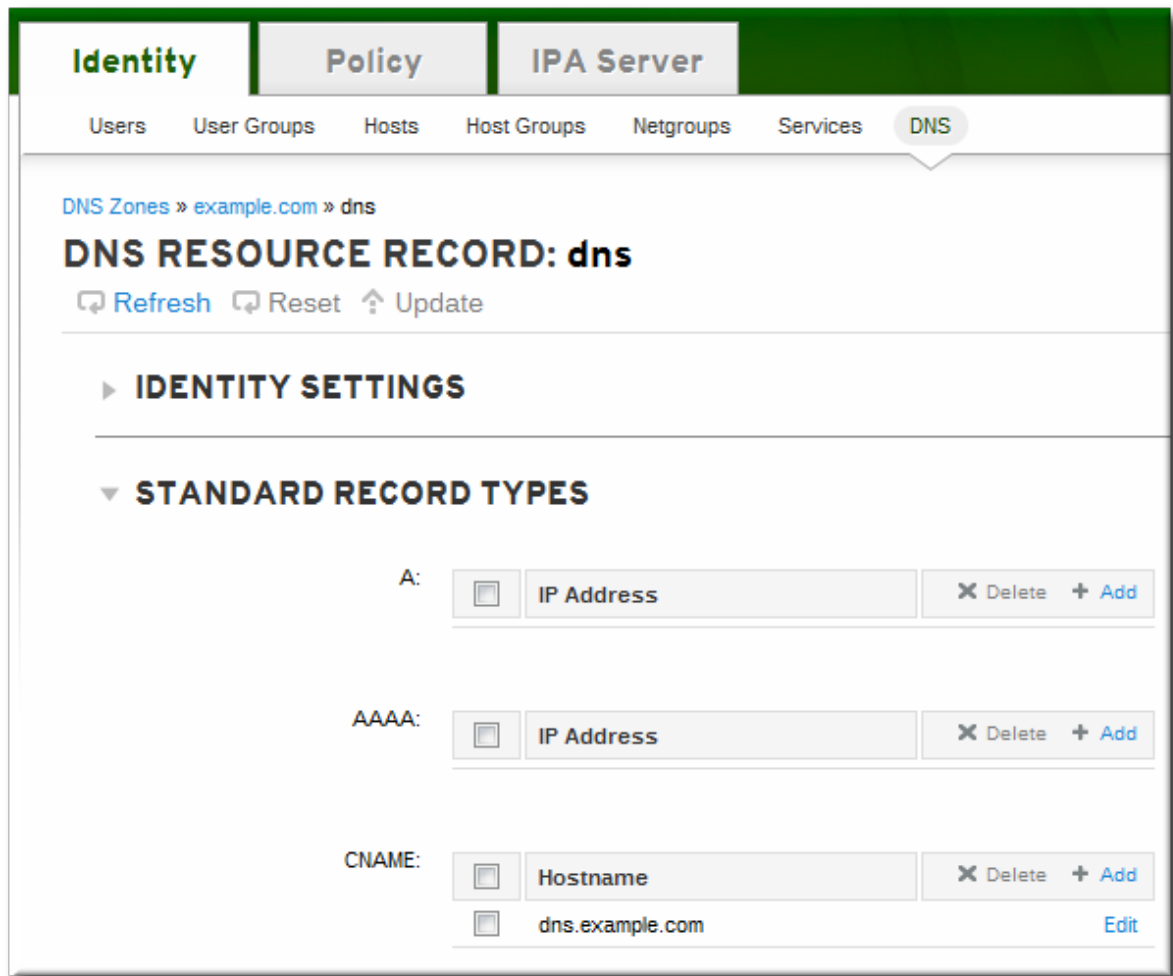 Identity Policy IPA Server
Users User Groups Hosts Host Groups Netgroups Services DNS
DNS Zones » example.com » dns
DNS RESOURCE RECORD: dns
Refresh Reset Update
IDENTITY SETTINGS
STANDARD RECORD TYPES
A: IP Address Delete + Add
AAAA: IP Address Delete + Add
CNAME: Hostname Delete + Add
dns.example.com Edit